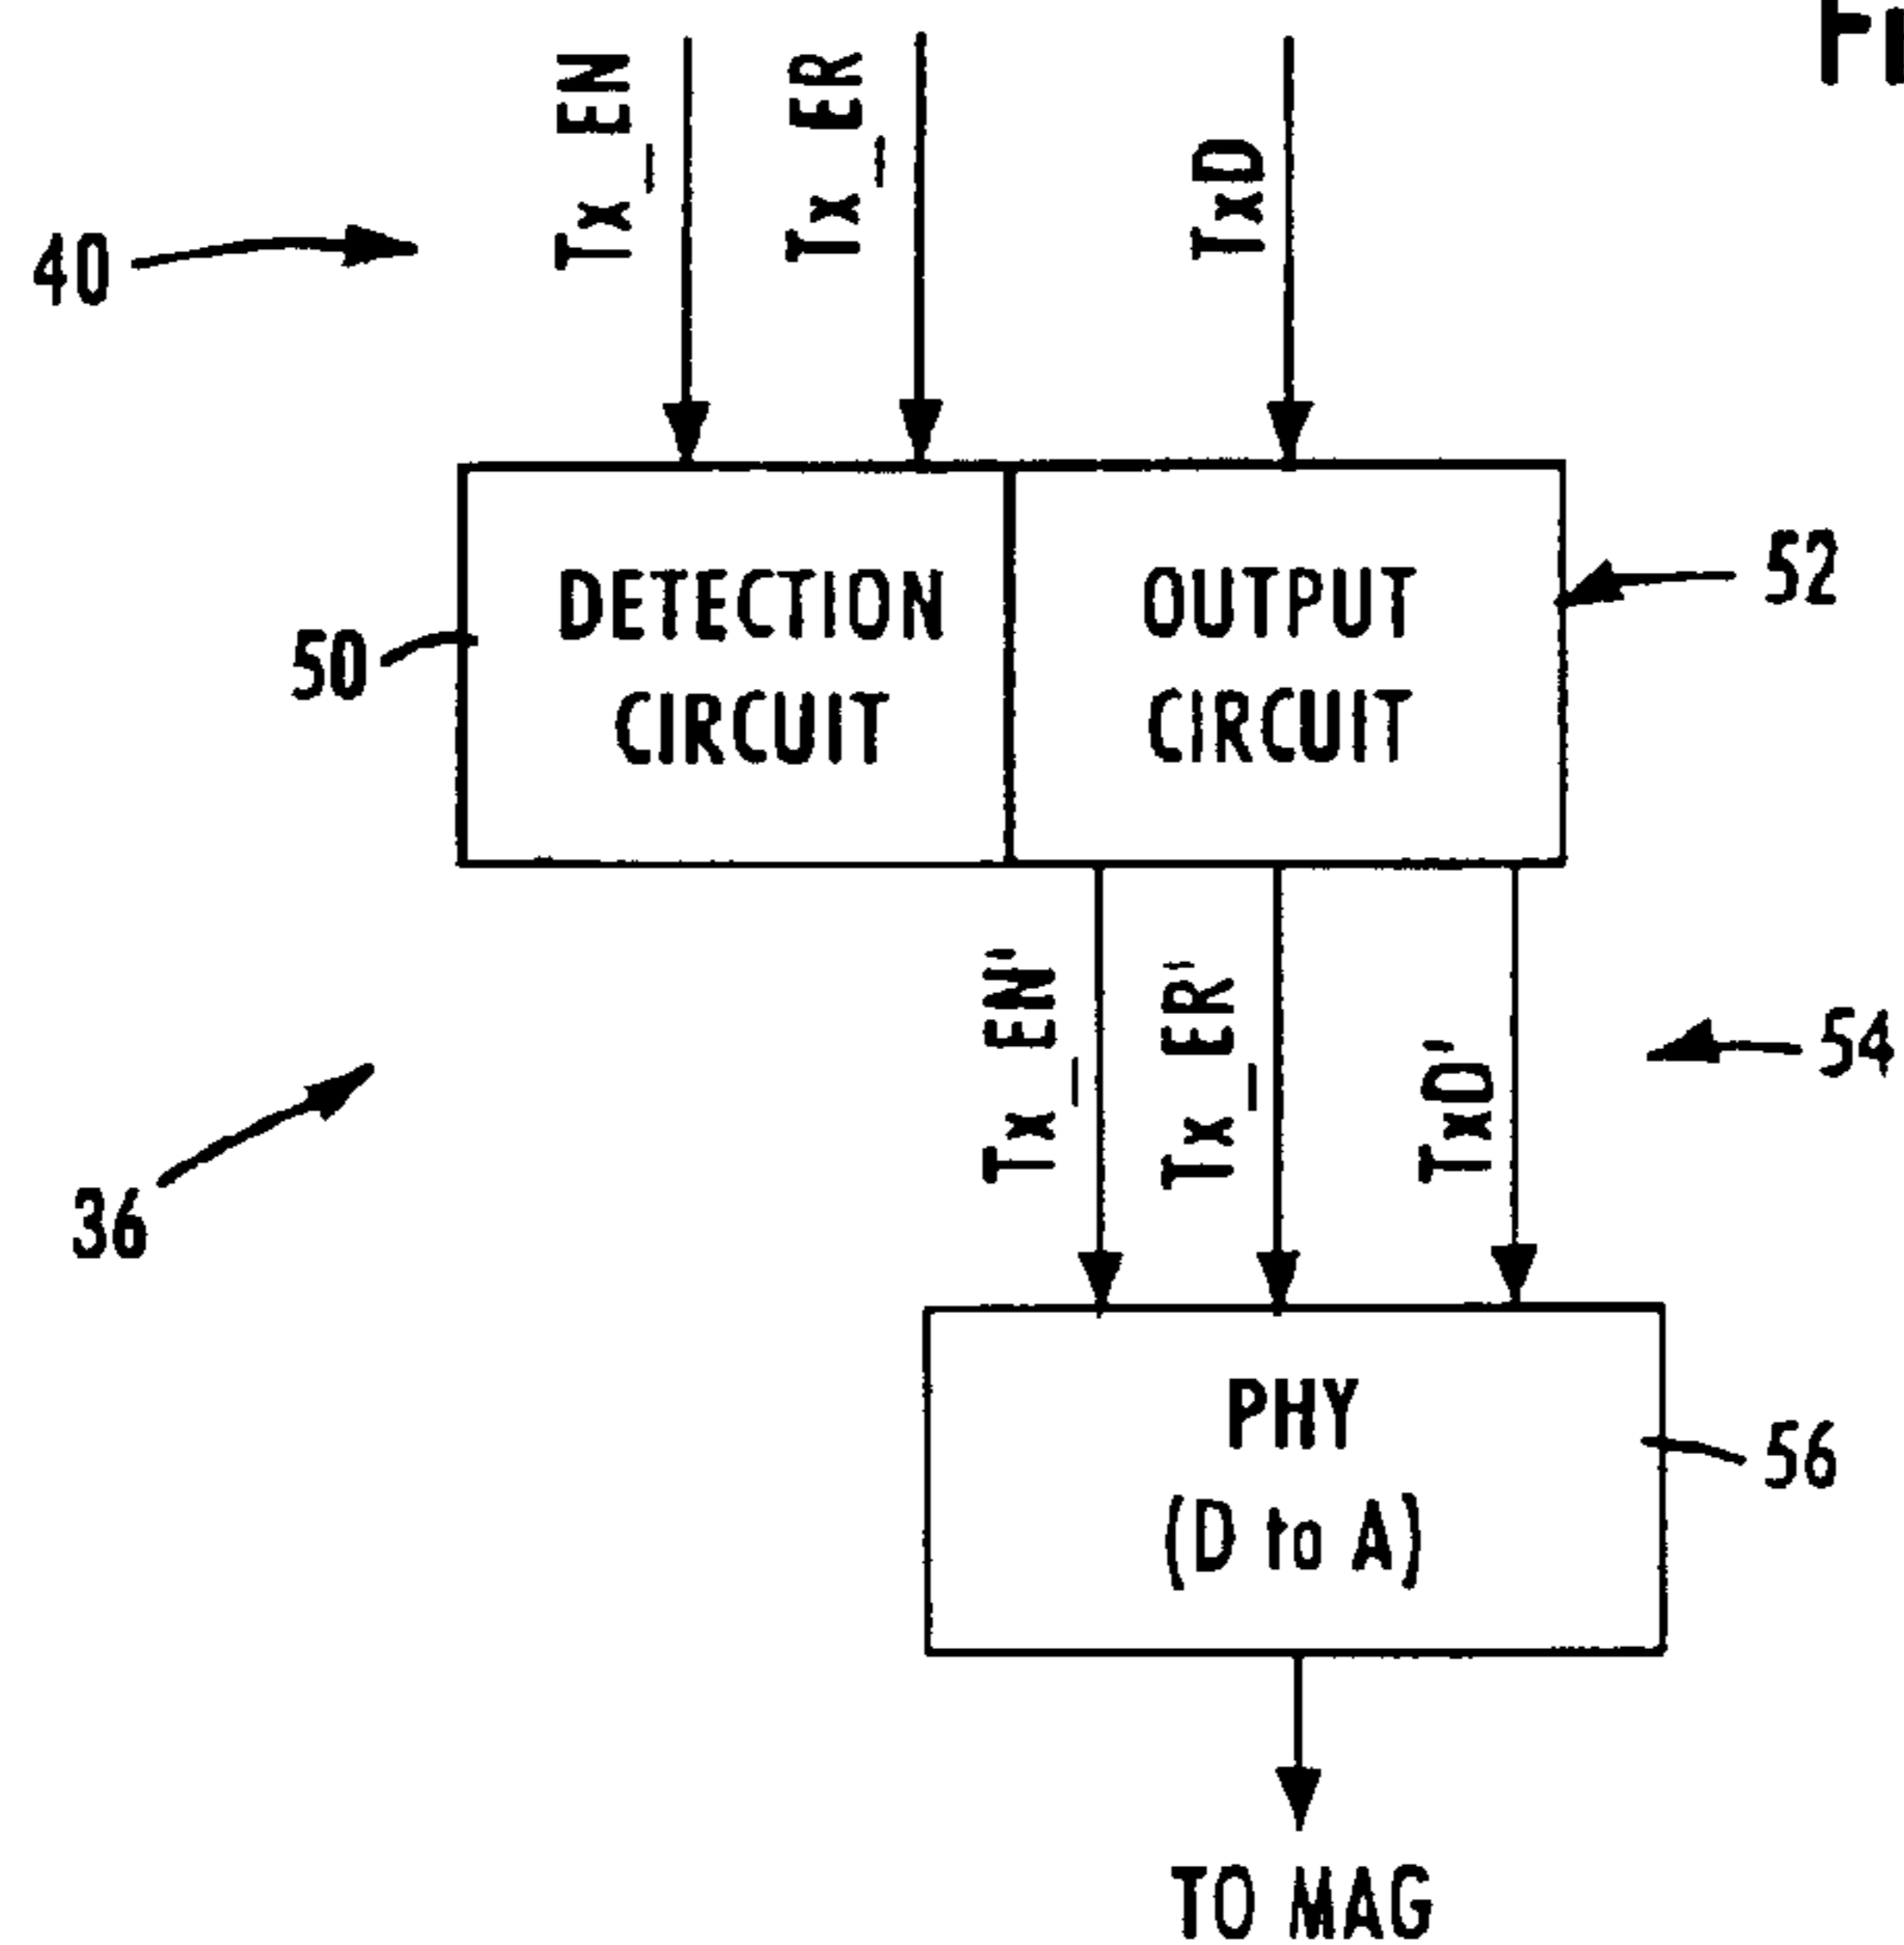 Tx_EN
Tx_ER
TxD
40
DETECTION
CIRCUIT
OUTPUT
CIRCUIT
50
52
Tx_EN'
Tx_ER'
TxD'
54
36
PHY
(D to A)
56
TO MAG